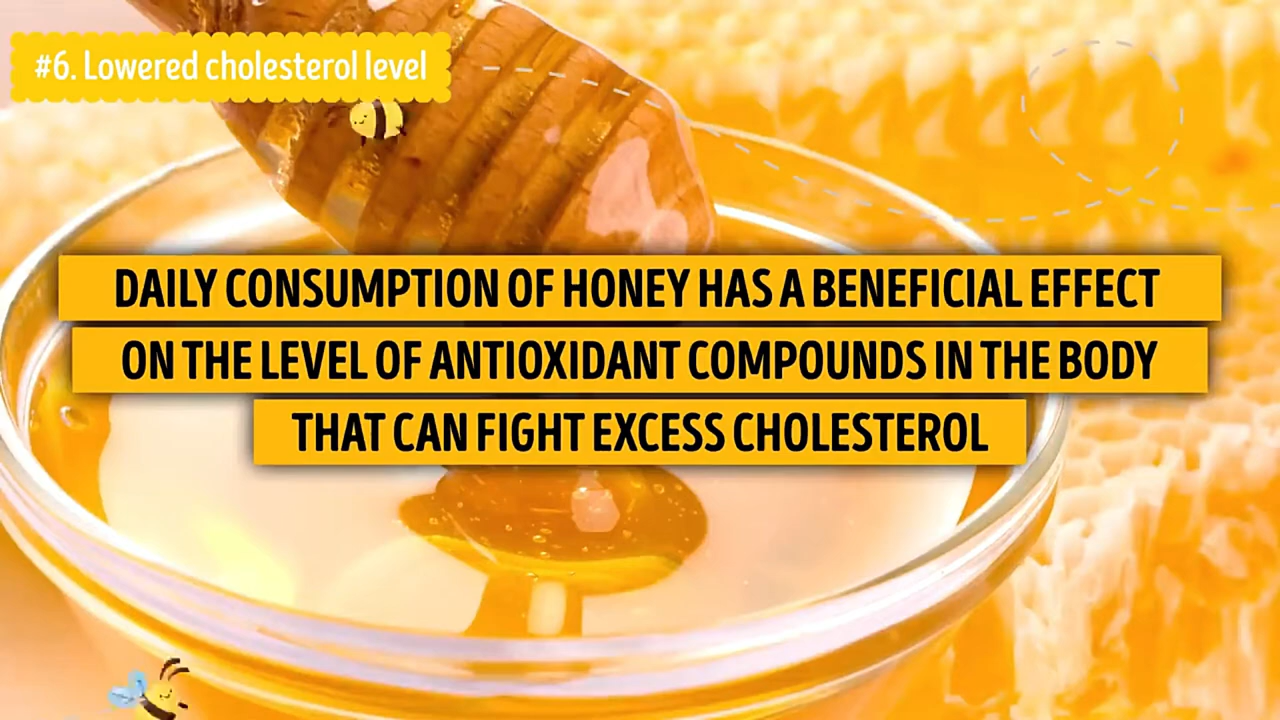 #6. Lowered cholesterol level
DAILY CONSUMPTION OF HONEY HAS A BENEFICIAL EFFECT
ON THE LEVEL OF ANTIOXIDANT COMPOUNDS IN THE BODY
THAT CAN FIGHT EXCESS CHOLESTEROL